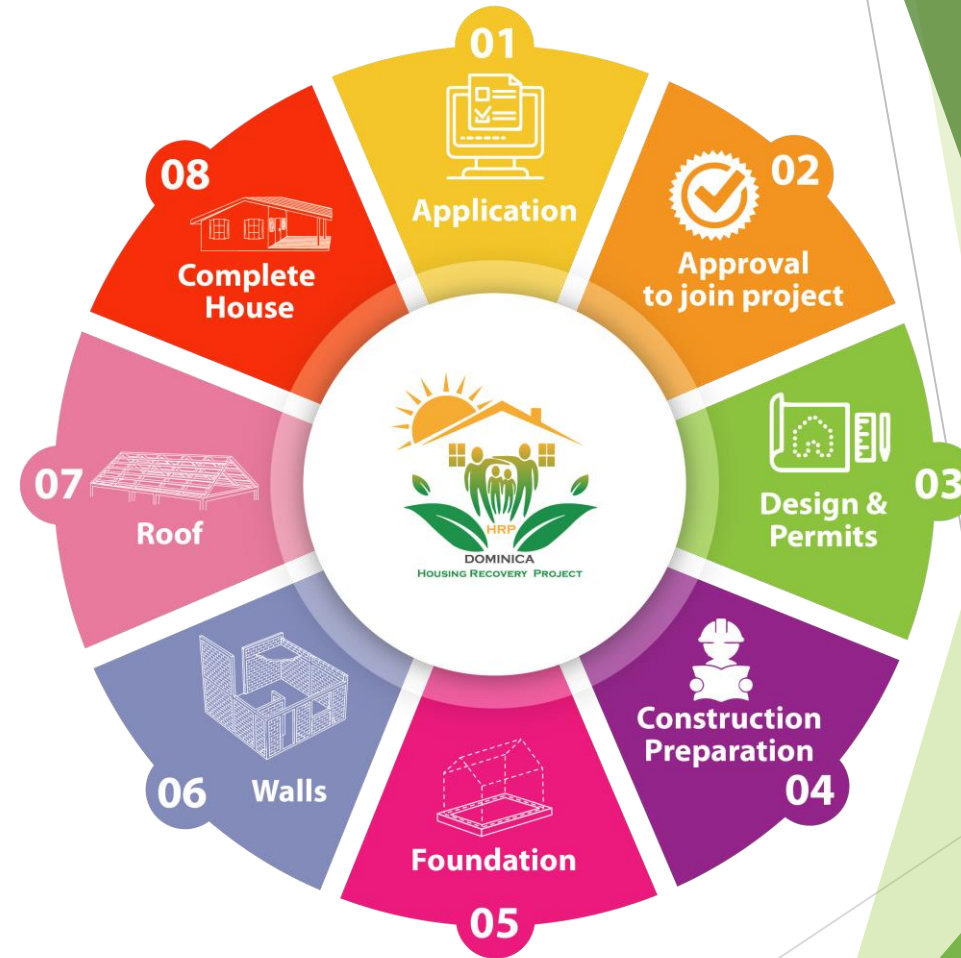 01
Application
02
Approval
to join project
03
Design &
Permits
Construction
Preparation
04
Foundation
05
06
Walls
07
Roof
08
Complete
House
HRP
DOMINICA
HOUSING RECOVERY PROJECT